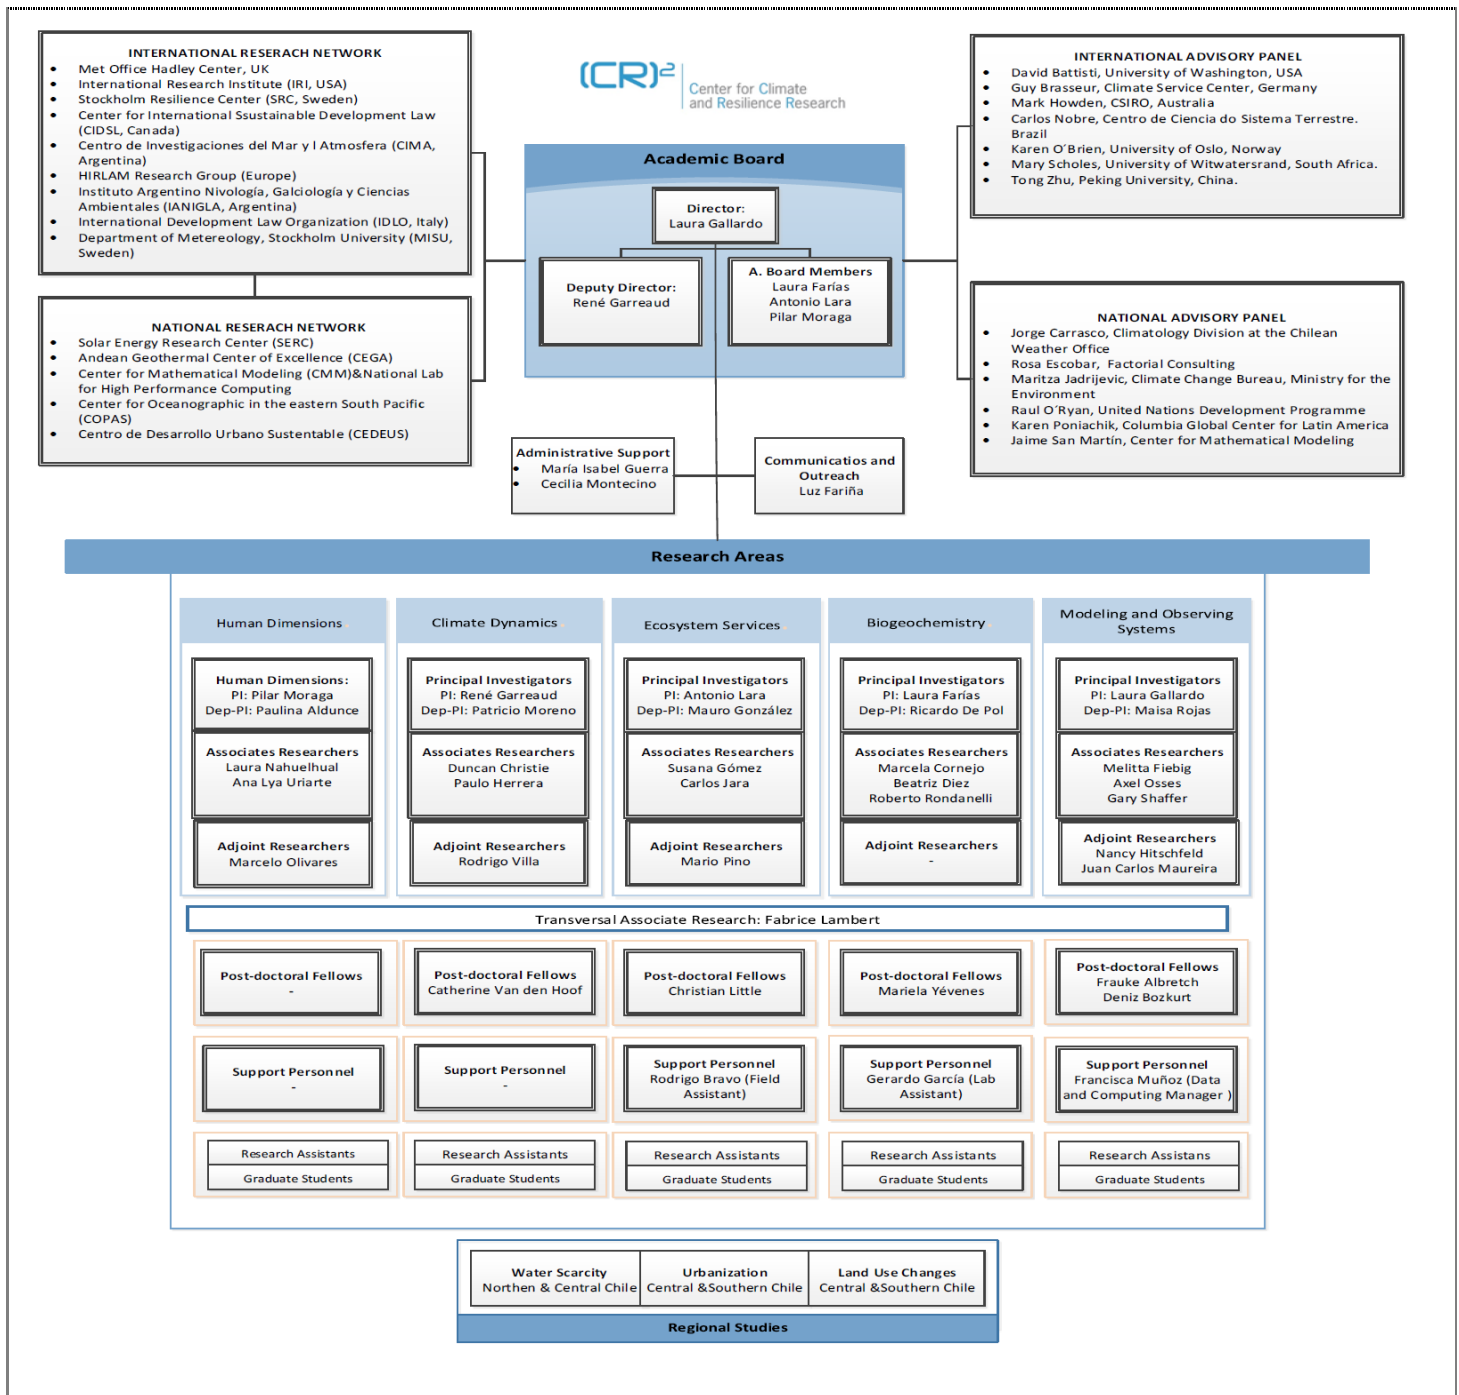 INTERNATIONAL RESERACH NETWORK
• Met Office Hadley Center, UK
• International Research Institute (IRI, USA)
• Stockholm Resilience Center (SRC, Sweden)
• Center for International Ssustainable Development Law
(CIDSL, Canada)
• Centro de Investigaciones del Mar y l Atmosfera (CIMA,
Argentina)
• HIRLAM Research Group (Europe)
• Instituto Argentino Nivología, Galciología y Ciencias
Ambientales (IANIGLA, Argentina)
• International Development Law Organization (IDLO, Italy)
• Department of Metereology, Stockholm University (MISU,
Sweden)
NATIONAL RESERACH NETWORK
• Solar Energy Research Center (SERC)
• Andean Geothermal Center of Excellence (CEGA)
• Center for Mathematical Modeling (CMM)&National Lab
for High Performance Computing
• Center for Oceanographic in the eastern South Pacific
(COPAS)
• Centro de Desarrollo Urbano Sustentable (CEDEUS)
(CR)2
Center for Climate
and Resilience Research
Academic Board
Director:
Laura Gallardo
Deputy Director:
René Garreaud
A. Board Members
Laura Farías
Antonio Lara
Pilar Moraga
INTERNATIONAL ADVISORY PANEL
• David Battisti, University of Washington, USA
• Guy Brasseur, Climate Service Center, Germany
• Mark Howden, CSIRO, Australia
• Carlos Nobre, Centro de Ciencia do Sistema Terrestre.
Brazil
• Karen O´Brien, University of Oslo, Norway
• Mary Scholes, University of Witwatersrand, South Africa.
• Tong Zhu, Peking University, China.
NATIONAL ADVISORY PANEL
• Jorge Carrasco, Climatology Division at the Chilean
Weather Office
• Rosa Escobar, Factorial Consulting
• Maritza Jadrijevic, Climate Change Bureau, Ministry for the
Environment
• Raul O´Ryan, United Nations Development Programme
• Karen Poniachik, Columbia Global Center for Latin America
• Jaime San Martín, Center for Mathematical Modeling
Administrative Support
• María Isabel Guerra
• Cecilia Montecino
Communicatios and
Outreach
Luz Fariña
Research Areas
Human Dimensions
Human Dimensions:
PI: Pilar Moraga
Dep-PI: Paulina Aldunce
Associates Researchers
Laura Nahuelhual
Ana Lya Uriarte
Adjoint Researchers
Marcelo Olivares
Climate Dynamics
Principal Investigators
PI: René Garreaud
Dep-PI: Patricio Moreno
Associates Researchers
Duncan Christie
Paulo Herrera
Adjoint Researchers
Rodrigo Villa
Ecosystem Services
Principal Investigators
PI: Antonio Lara
Dep-PI: Mauro González
Associates Researchers
Susana Gómez
Carlos Jara
Adjoint Researchers
Mario Pino
Biogeochemistry
Principal Investigators
PI: Laura Farías
Dep-PI: Ricardo De Pol
Associates Researchers
Marcela Cornejo
Beatriz Diez
Roberto Rondanelli
Adjoint Researchers
-
Modeling and Observing
Systems
Principal Investigators
PI: Laura Gallardo
Dep-PI: Maisa Rojas
Associates Researchers
Melitta Fiebig
Axel Osses
Gary Shaffer
Adjoint Researchers
Nancy Hitschfeld
Juan Carlos Maureira
Transversal Associate Research: Fabrice Lambert
Post-doctoral Fellows
-
Post-doctoral Fellows
Catherine Van den Hoof
Post-doctoral Fellows
Christian Little
Post-doctoral Fellows
Mariela Yévenes
Post-doctoral Fellows
Frauke Albretch
Deniz Bozkurt
Support Personnel
-
Support Personnel
-
Support Personnel
Rodrigo Bravo (Field
Assistant)
Support Personnel
Gerardo García (Lab
Assistant)
Support Personnel
Francisca Muñoz (Data
and Computing Manager )
Research Assistants
Graduate Students
Research Assistants
Graduate Students
Research Assistants
Graduate Students
Research Assistants
Graduate Students
Research Assistans
Graduate Students
Water Scarcity
Northen & Central Chile
Urbanization
Central &Southern Chile
Land Use Changes
Central &Southern Chile
Regional Studies